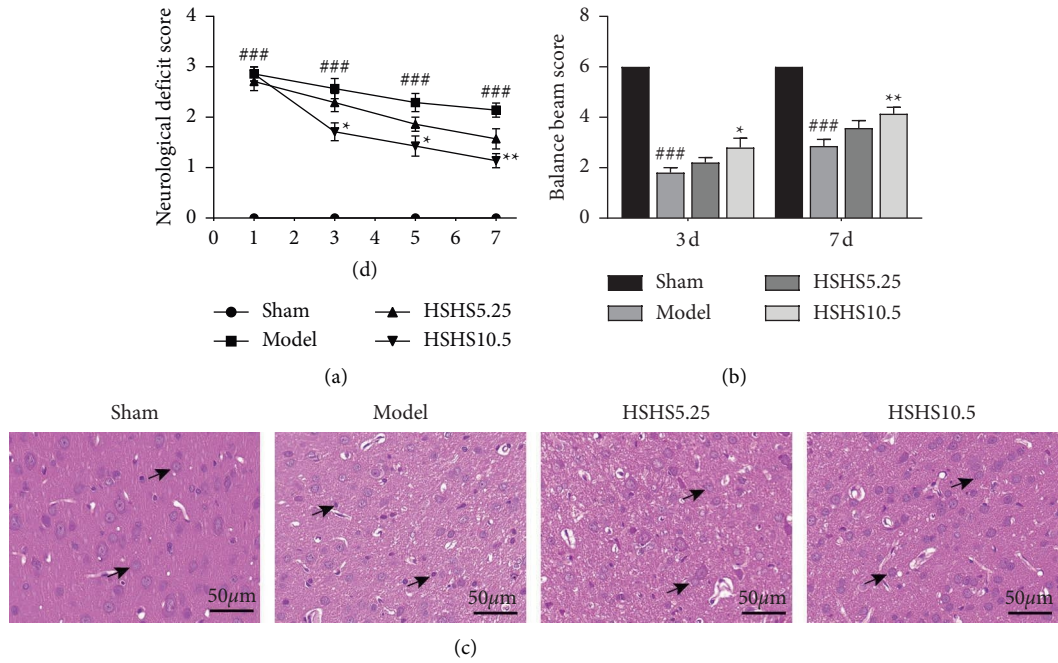 Neurological deficit score
4
3
2
1
0
###
###
###
###
*
*
**
0 1 2 3 4 5 6 7
(d)
Sham
Model
HSHS5.25
HSHS10.5
(a)
Balance beam score
8
6
4
2
0
###
*
###
**
3 d 7 d
Sham
Model
HSHS5.25
HSHS10.5
(b)
Sham Model HSHS5.25 HSHS10.5
50μm 50μm 50μm 50μm
(c)